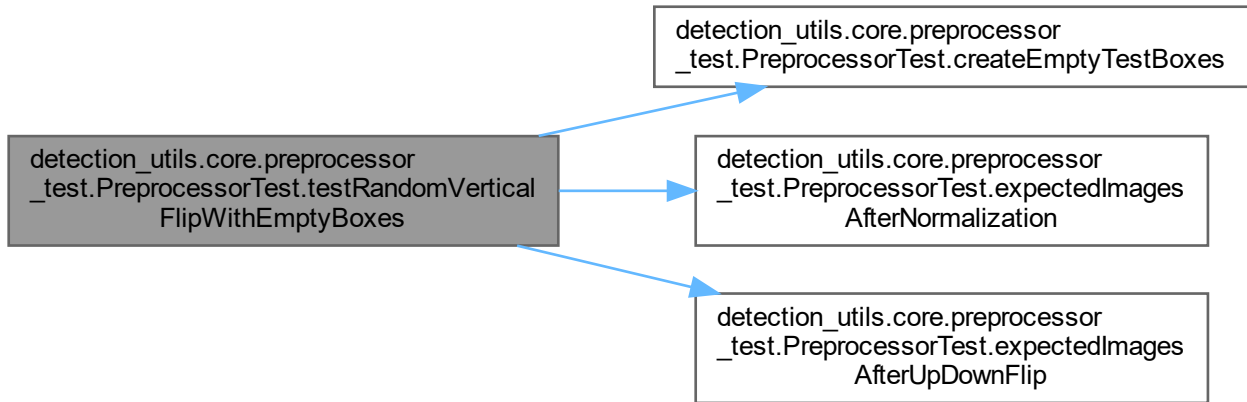 detection_utils.core.preprocessor
_test.PreprocessorTest.createEmptyTestBoxes
detection_utils.core.preprocessor
_test.PreprocessorTest.testRandomVertical
FlipWithEmptyBoxes
detection_utils.core.preprocessor
_test.PreprocessorTest.expectedImages
AfterNormalization
detection_utils.core.preprocessor
_test.PreprocessorTest.expectedImages
AfterUpDownFlip